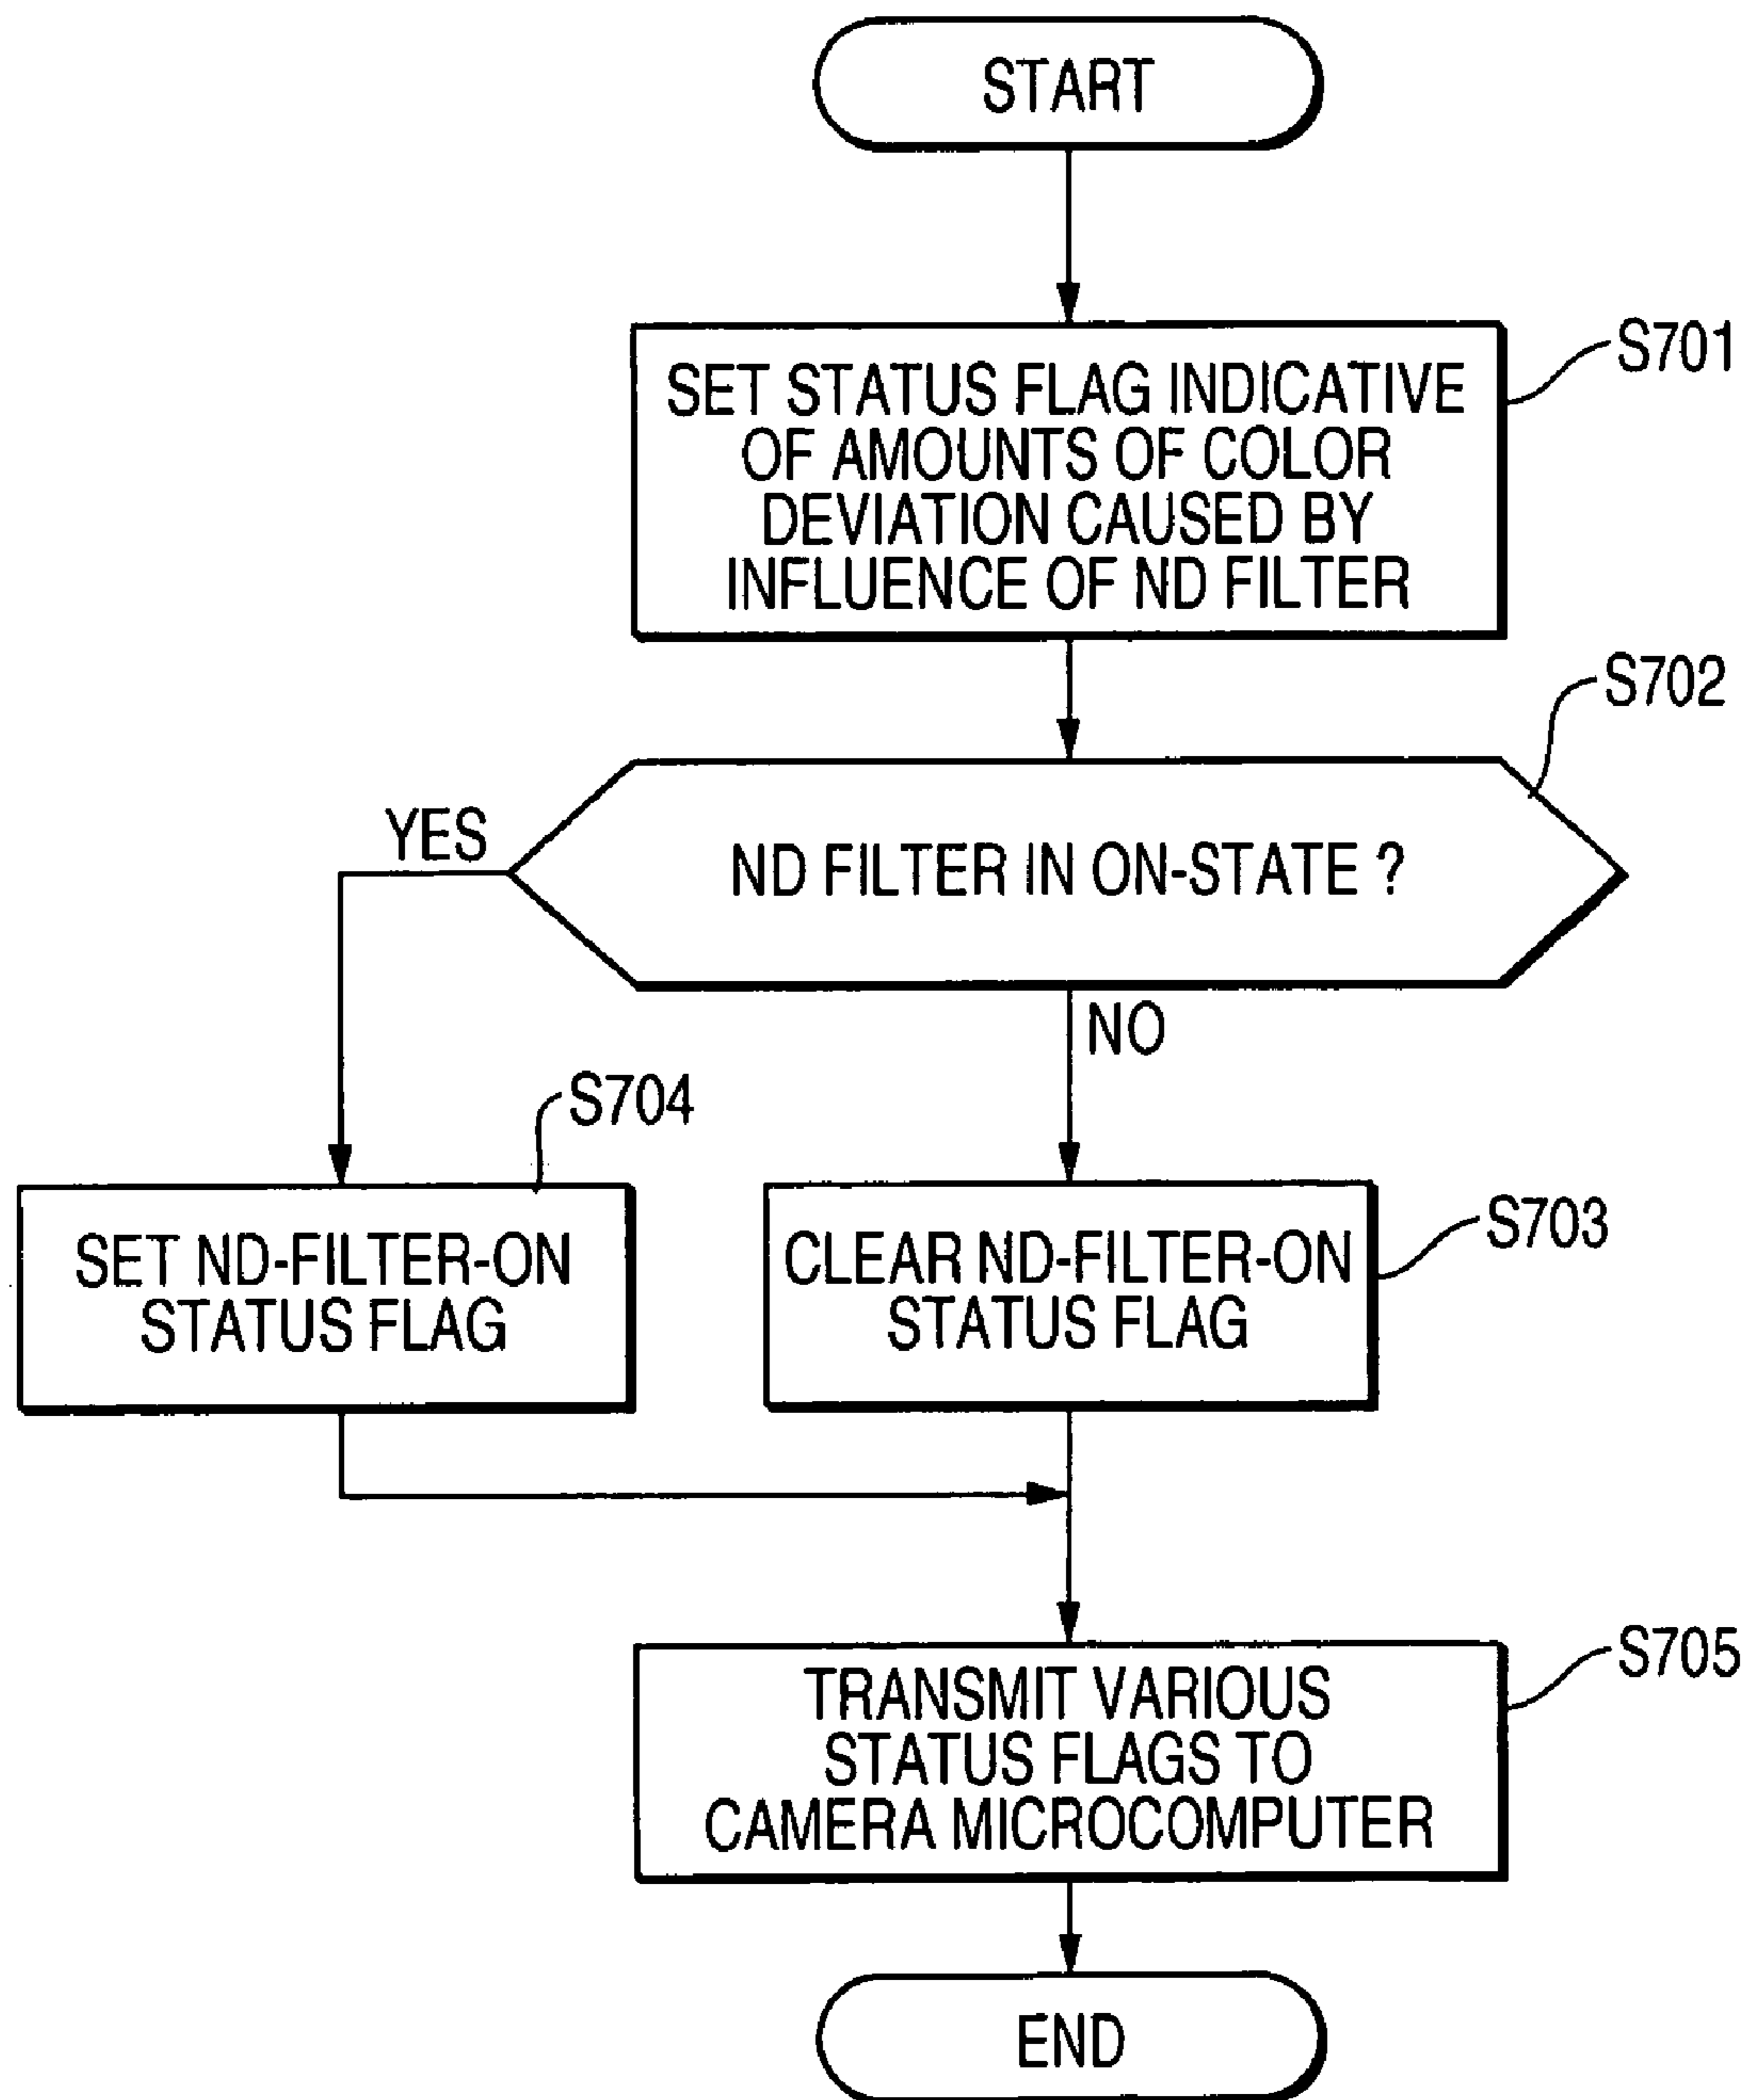 START
SET STATUS FLAG INDICATIVE
OF AMOUNTS OF COLOR
DEVIATION CAUSED BY
INFLUENCE OF ND FILTER
S701
S702
ND FILTER IN ON-STATE ?
YES
NO
S704
SET ND-FILTER-ON
STATUS FLAG
CLEAR ND-FILTER-ON
STATUS FLAG
S703
TRANSMIT VARIOUS
STATUS FLAGS TO
CAMERA MICROCOMPUTER
S705
END